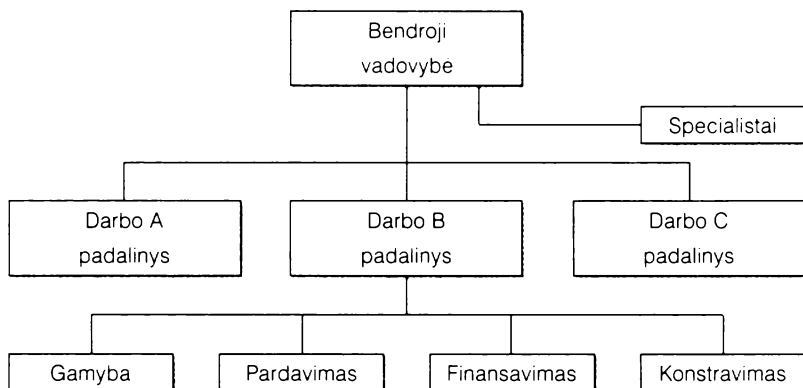 Bendroji
vadovybe
Specialistai
Darbo A
padalinys
Darbo B
padalinys
Darbo C
padalinys
Gamyba
Pardavimas
Finansavimas
Konstravimas